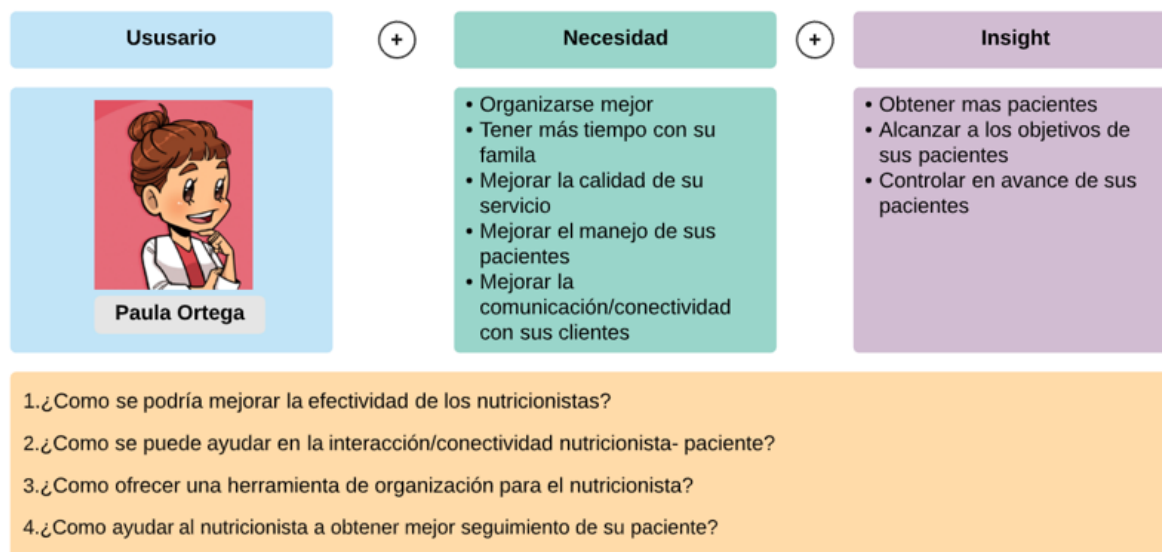 Ususario
+
Necesidad
+
Insight
Paula Ortega
• Organizarse mejor
• Tener más tiempo con su
famila
• Mejorar la calidad de su
servicio
• Mejorar el manejo de sus
pacientes
• Mejorar la
comunicación/conectividad
con sus clientes
• Obtener mas pacientes
• Alcanzar a los objetivos de
sus pacientes
• Controlar en avance de sus
pacientes
1.¿Como se podría mejorar la efectividad de los nutricionistas?
2.¿Como se puede ayudar en la interacción/conectividad nutricionista- paciente?
3.¿Como ofrecer una herramienta de organización para el nutricionista?
4.¿Como ayudar al nutricionista a obtener mejor seguimiento de su paciente?